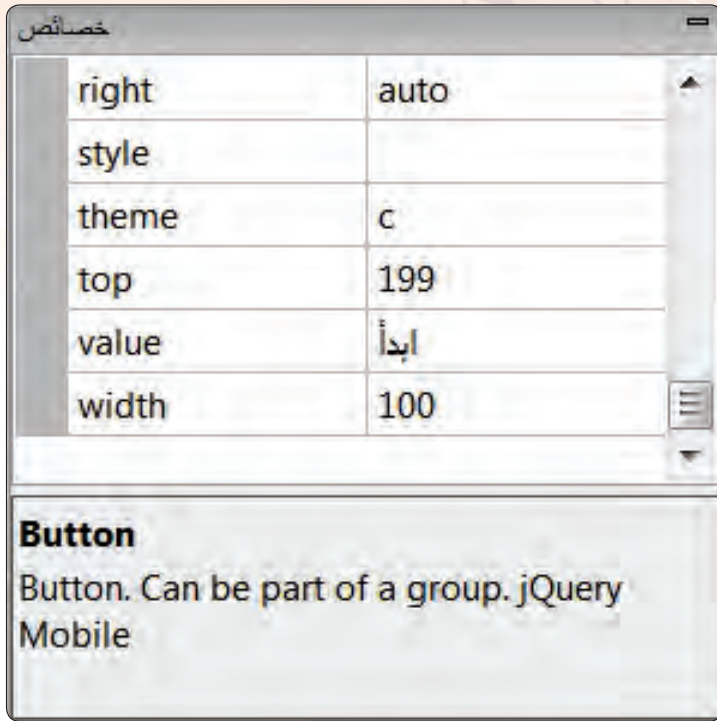 خصائص
right auto
style
theme c
top 199
value ابدأ
width 100
Button
Button. Can be part of a group. jQuery
Mobile